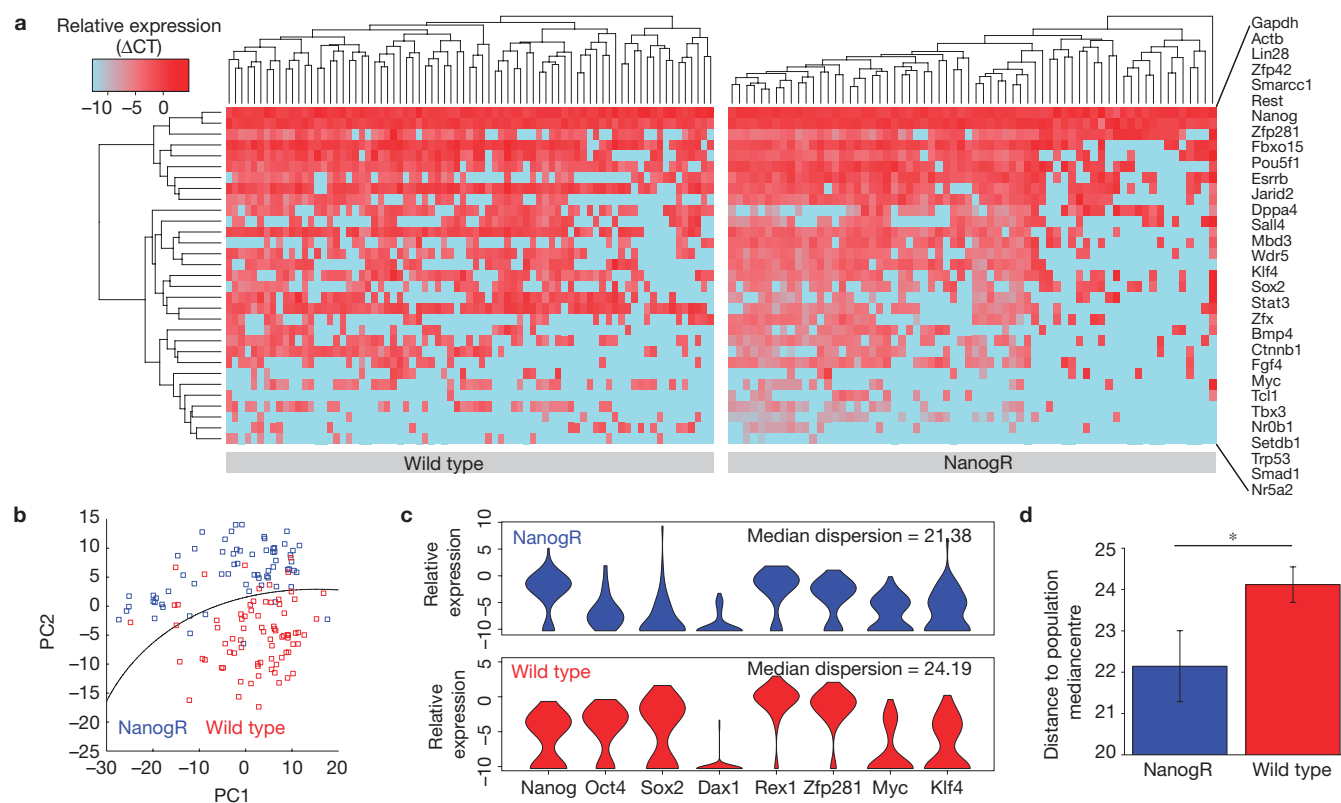 a
Relative expression
(ΔCT)
−10 −5 0
Gapdh
Actb
Lin28
Zfp42
Smarcc1
Rest
Nanog
Zfp281
Fbxo15
Pou5f1
Esrrb
Jarid2
Dppa4
Sall4
Mbd3
Wdr5
Klf4
Sox2
Stat3
Zfx
Bmp4
Ctnnb1
Fgf4
Myc
Tcl1
Tbx3
Nr0b1
Setdb1
Trp53
Smad1
Nr5a2
Wild type
NanogR
b
15
10
5
0
−5
−10
−15
−20
−25
PC2
NanogR
Wild type
−30 −20 −10 0 10 20
PC1
c
10
5
0
−5
−10
Relative
expression
NanogR
Median dispersion = 21.38
5
0
−5
−10
Relative
expression
Wild type
Median dispersion = 24.19
Nanog Oct4 Sox2 Dax1 Rex1 Zfp281 Myc Klf4
d
Distance to population
mediancentre
25
24
23
22
21
20
*
NanogR
Wild type